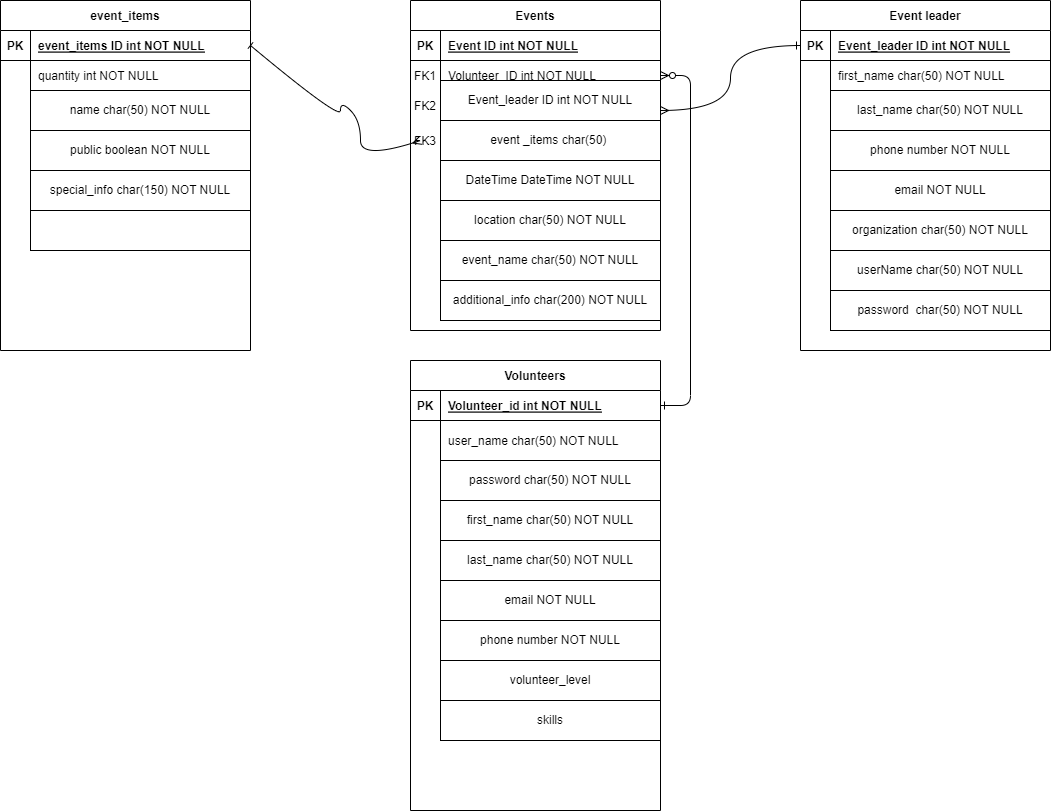 event_items
PK event_items ID int NOT NULL
quantity int NOT NULL
name char(50) NOT NULL
public boolean NOT NULL
special_info char(150) NOT NULL
Events
PK Event ID int NOT NULL
FK1 Volunteer_ID int NOT NULL
FK2 Event_leader ID int NOT NULL
FK3 event _items char(50)
DateTime DateTime NOT NULL
location char(50) NOT NULL
event_name char(50) NOT NULL
additional_info char(200) NOT NULL
Event leader
PK Event_leader ID int NOT NULL
first_name char(50) NOT NULL
last_name char(50) NOT NULL
phone number NOT NULL
email NOT NULL
organization char(50) NOT NULL
userName char(50) NOT NULL
password  char(50) NOT NULL
Volunteers
PK Volunteer_id int NOT NULL
user_name char(50) NOT NULL
password char(50) NOT NULL
first_name char(50) NOT NULL
last_name char(50) NOT NULL
email NOT NULL
phone number NOT NULL
volunteer_level
skills